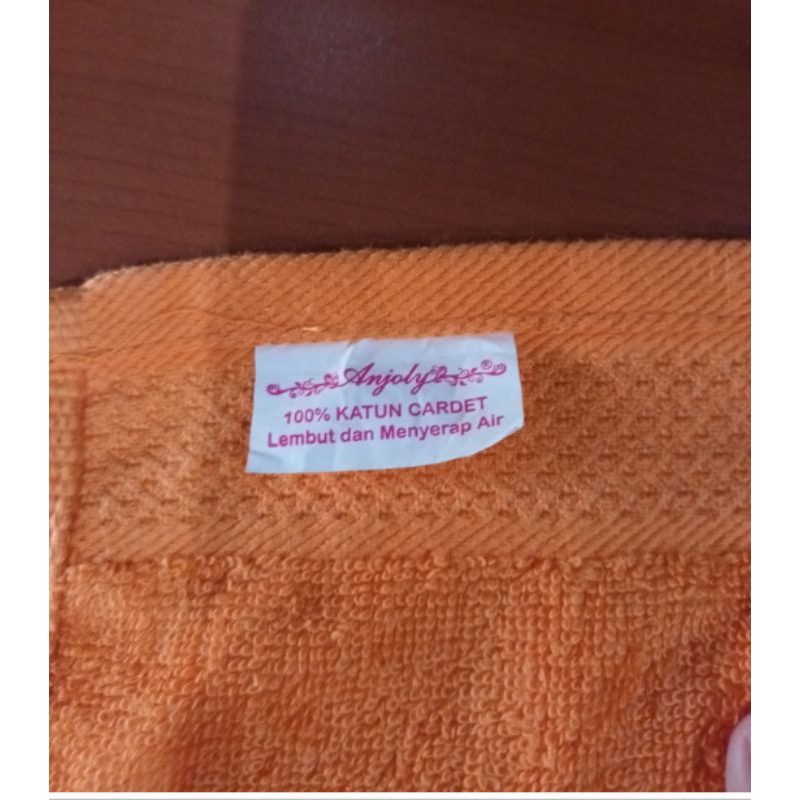 Anjoly®
100% KATUN CARDET
Lembut dan Menyerap Air